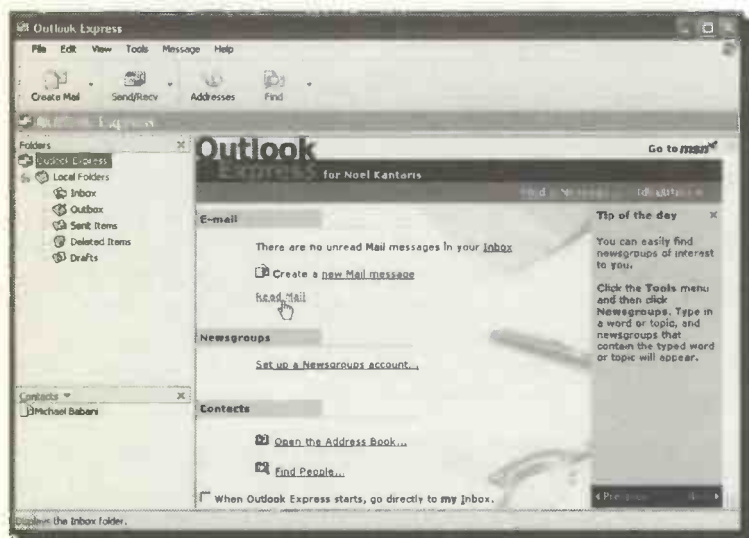 Outlook Express
File Edit View Tools Message Help
Create Mail Send/Recv Addresses Find
Outlook Express
Folders
Outlook Express
Local Folders
Inbox
Outbox
Sent Items
Deleted Items
Drafts
Contacts
Michael Babani
Outlook
Express for Noel Kantaris
Go to msn
E-mail
There are no unread Mail messages in your Inbox
Create a new Mail message
Read Mail
Newsgroups
Set up a Newsgroups account...
Contacts
Open the Address Book...
Find People...
When Outlook Express starts, go directly to my Inbox.
Tip of the day
You can easily find
newsgroups of interest
to you.
Click the Tools menu
and then click
Newsgroups. Type in
a word or topic, and
newsgroups that
contain the typed word
or topic will appear.
Displays the Inbox folder.